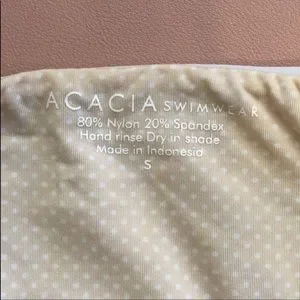 ACACIA SWIMWEAR
80% Nylon 20% Spandex
Hand rinse Dry in shade
Made in Indonesia
S